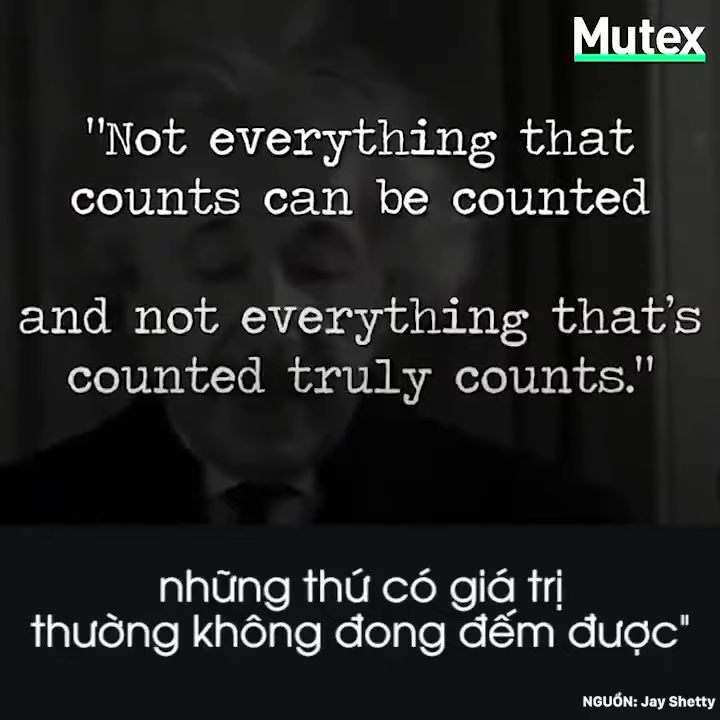 Mutex
"Not everything that
counts can be counted
and not everything that's
counted truly counts."
những thứ có giá trị
thường không đong đếm được"
NGUỒN: Jay Shetty